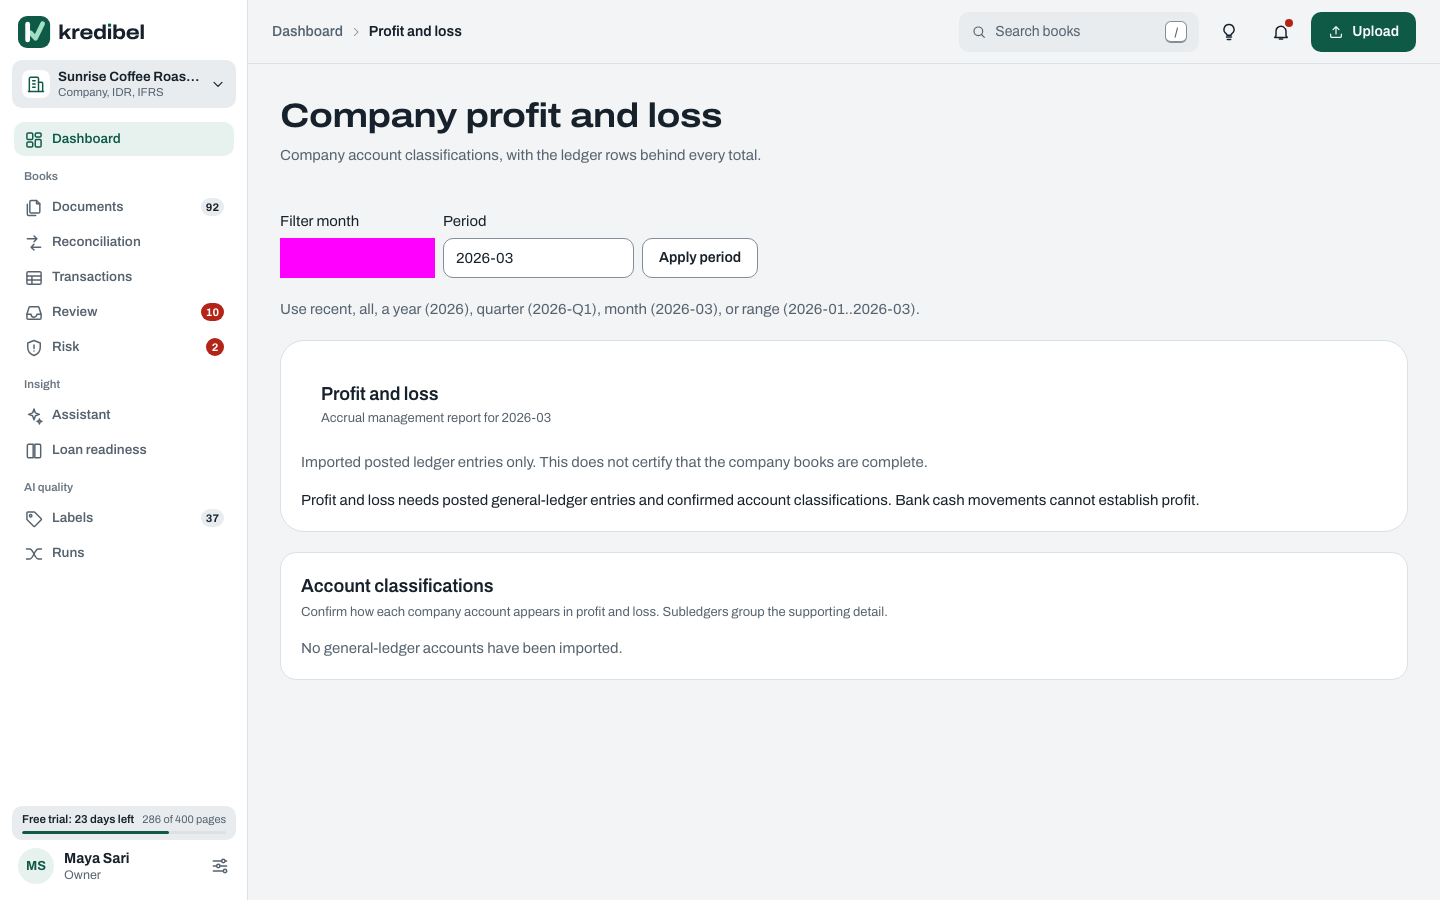 kredibel
Sunrise Coffee Roas...
Company, IDR, IFRS
Dashboard
Books
Documents 92
Reconciliation
Transactions
Review 10
Risk 2
Insight
Assistant
Loan readiness
AI quality
Labels 37
Runs
Free trial: 23 days left 286 of 400 pages
MS
Maya Sari
Owner
Dashboard > Profit and loss
Search books /
Upload
Company profit and loss
Company account classifications, with the ledger rows behind every total.
Filter month Period
2026-03 Apply period
Use recent, all, a year (2026), quarter (2026-Q1), month (2026-03), or range (2026-01..2026-03).
Profit and loss
Accrual management report for 2026-03
Imported posted ledger entries only. This does not certify that the company books are complete.
Profit and loss needs posted general-ledger entries and confirmed account classifications. Bank cash movements cannot establish profit.
Account classifications
Confirm how each company account appears in profit and loss. Subledgers group the supporting detail.
No general-ledger accounts have been imported.